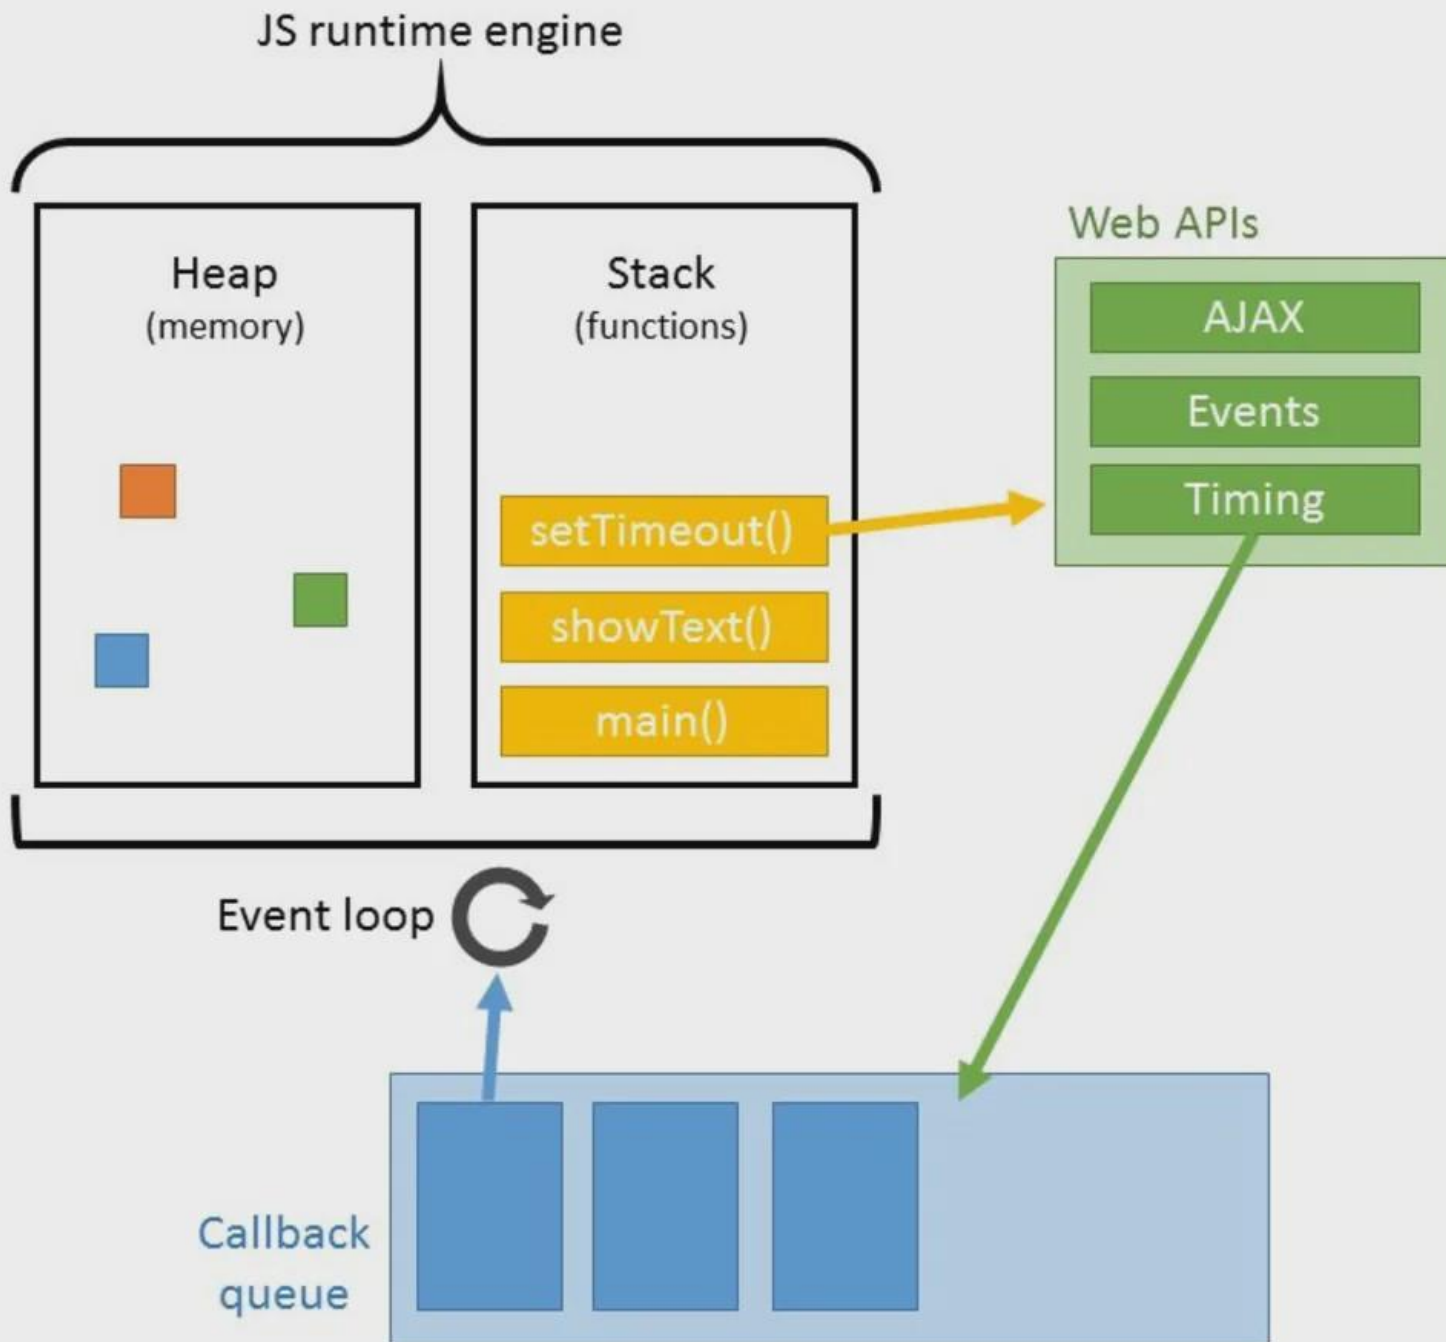 JS runtime engine
Heap
(memory)
Stack
(functions)
setTimeout()
showText()
main()
Web APIs
AJAX
Events
Timing
Event loop
Callback
queue